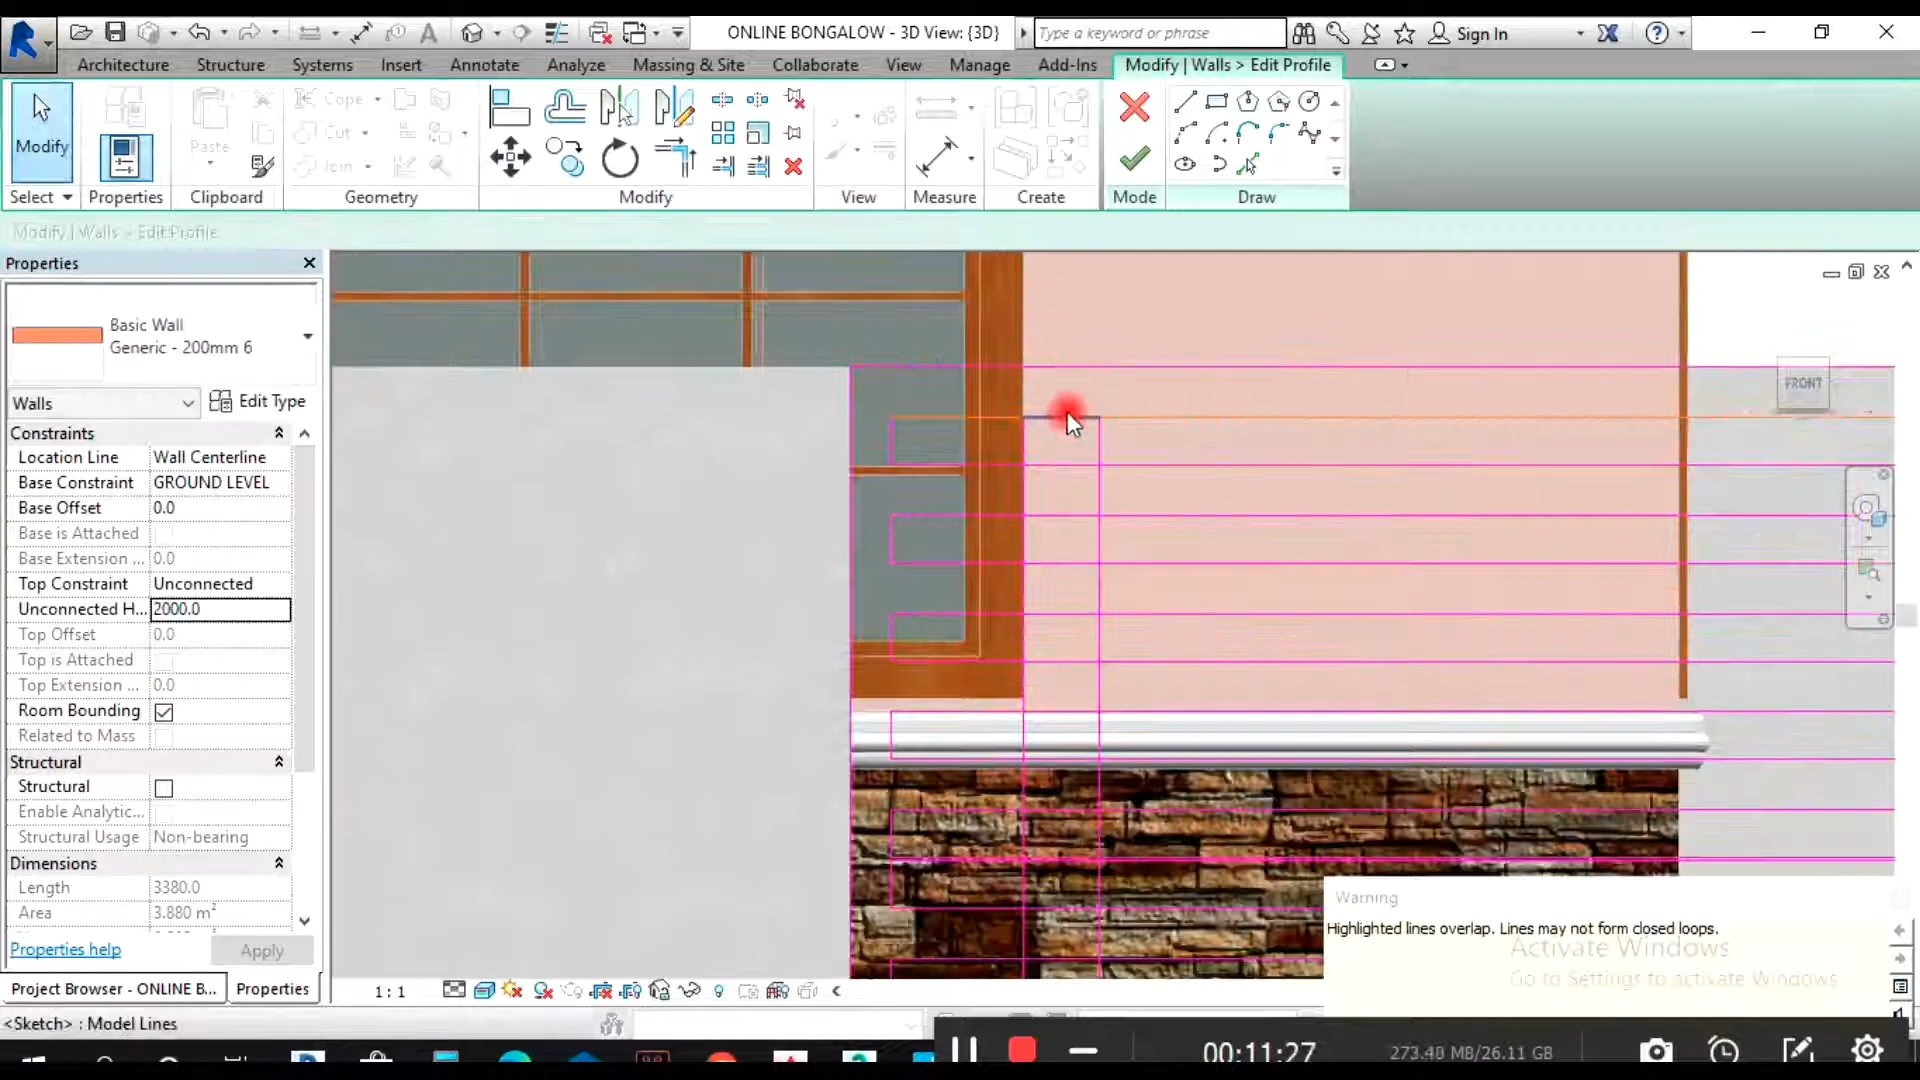 ONLINE BONGALOW - 3D View: {3D}
Type a keyword or phrase
Sign In
Architecture
Structure
Systems
Insert
Annotate
Analyze
Massing & Site
Collaborate
View
Manage
Add-Ins
Modify | Walls > Edit Profile
Modify
Paste
Cope
Cut
Join
Select
Properties
Clipboard
Geometry
Modify
View
Measure
Create
Mode
Draw
Modify | Walls > Edit Profile
Properties
Basic Wall
Generic - 200mm 6
Walls
Edit Type
Constraints
Location Line Wall Centerline
Base Constraint GROUND LEVEL
Base Offset 0.0
Base is Attached
Base Extension ... 0.0
Top Constraint Unconnected
Unconnected H... 2000.0
Top Offset 0.0
Top is Attached
Top Extension ... 0.0
Room Bounding
Related to Mass
Structural
Structural
Enable Analytic...
Structural Usage Non-bearing
Dimensions
Length 3380.0
Area 3.880 m²
Properties help
Apply
Project Browser - ONLINE B...
Properties
FRONT
1 : 1
Warning
Highlighted lines overlap. Lines may not form closed loops.
Activate Windows
Go to Settings to activate Windows
<Sketch> : Model Lines
00:11:27
273.48 MB/26.11 GB